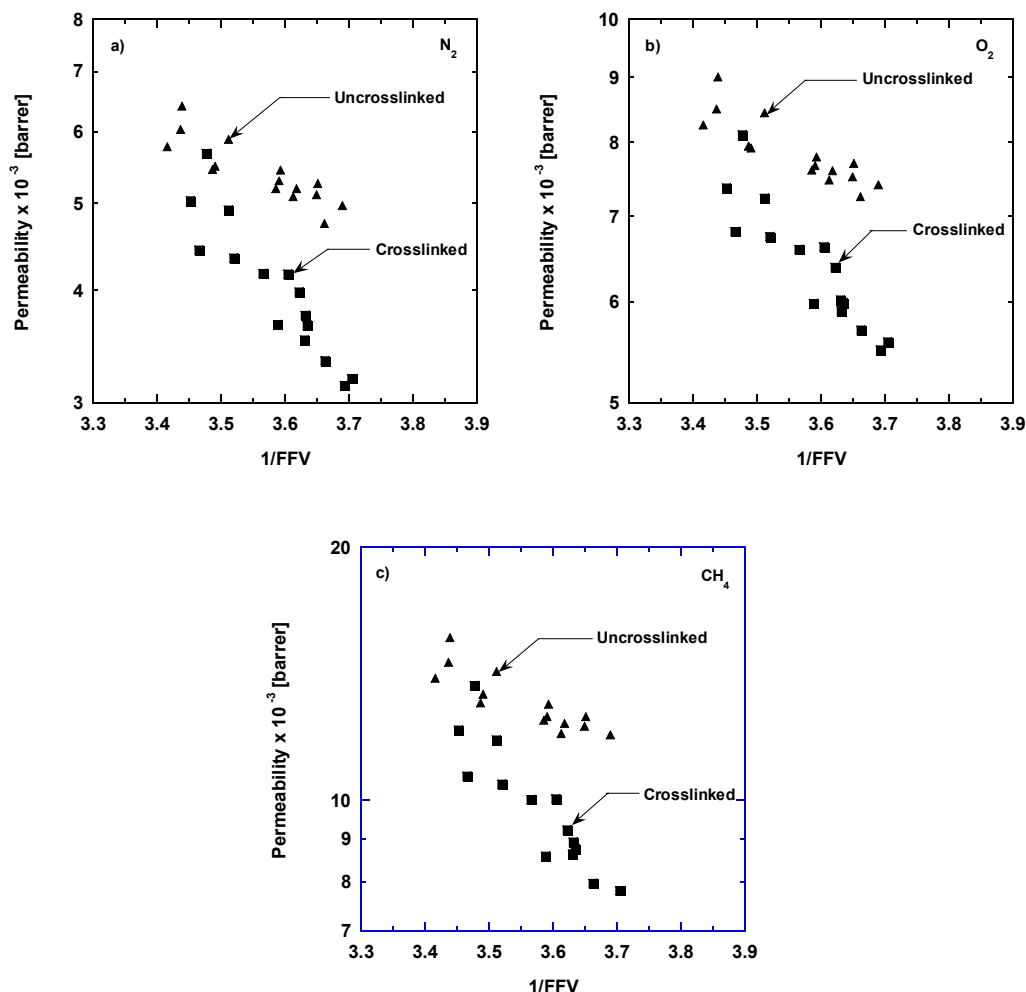 a)
N2
8
7
6
5
4
3
Permeability x 10 -3 [barrer]
Uncrosslinked
Crosslinked
3.3 3.4 3.5 3.6 3.7 3.8 3.9
1/FFV
b)
O2
10
9
8
7
6
5
Permeability x 10 -3 [barrer]
Uncrosslinked
Crosslinked
3.3 3.4 3.5 3.6 3.7 3.8 3.9
1/FFV
c)
CH4
20
10
9
8
7
Permeability x 10 -3 [barrer]
Uncrosslinked
Crosslinked
3.3 3.4 3.5 3.6 3.7 3.8 3.9
1/FFV